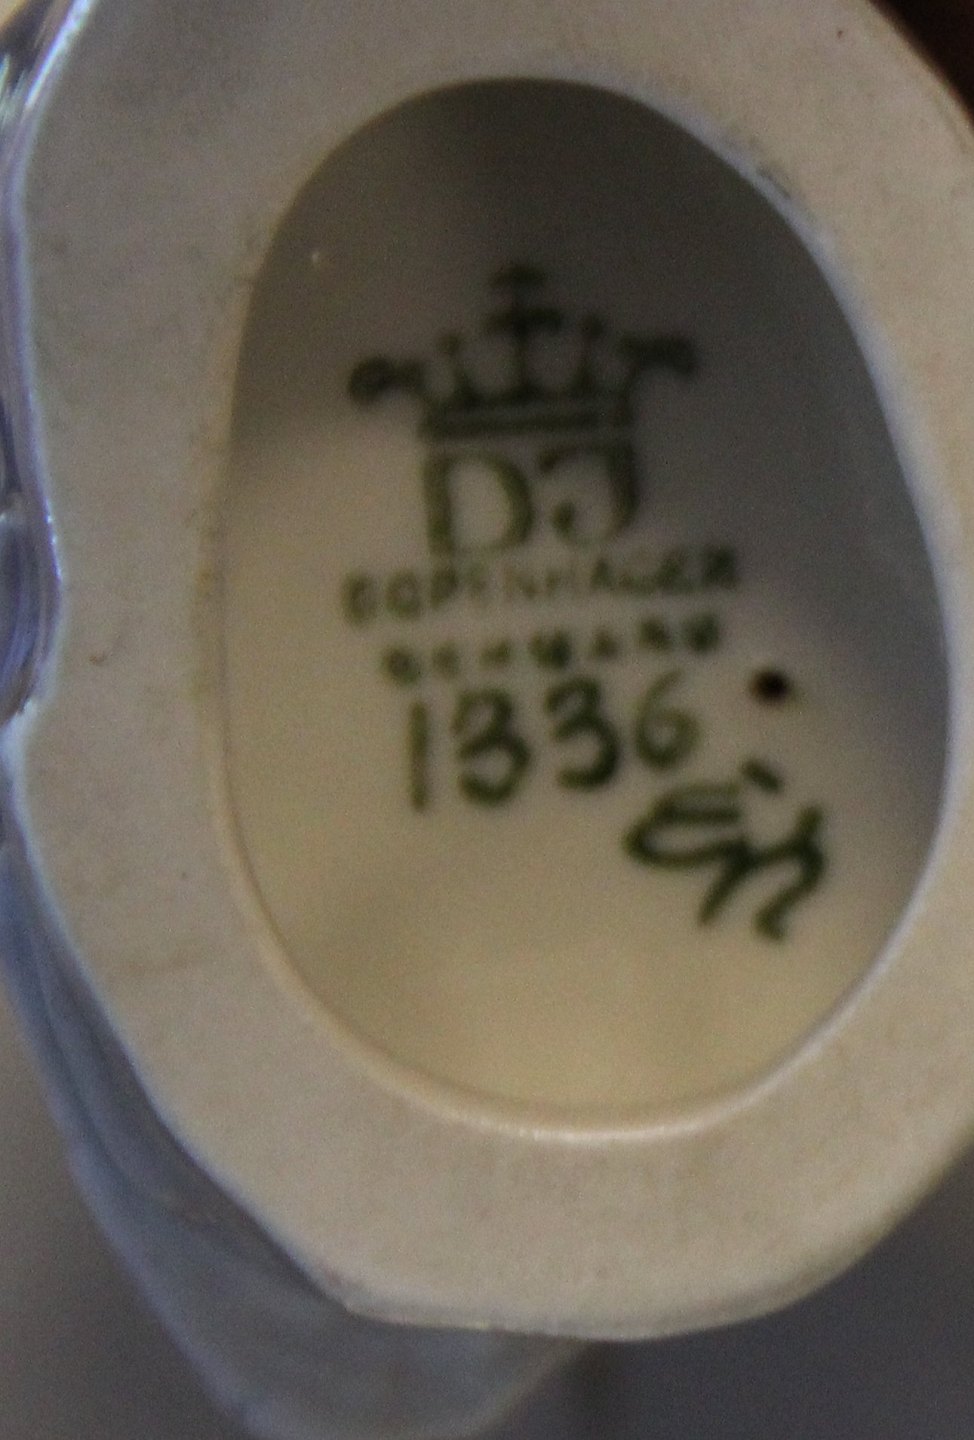 DJ
COPENHAGEN
DENMARK
1336